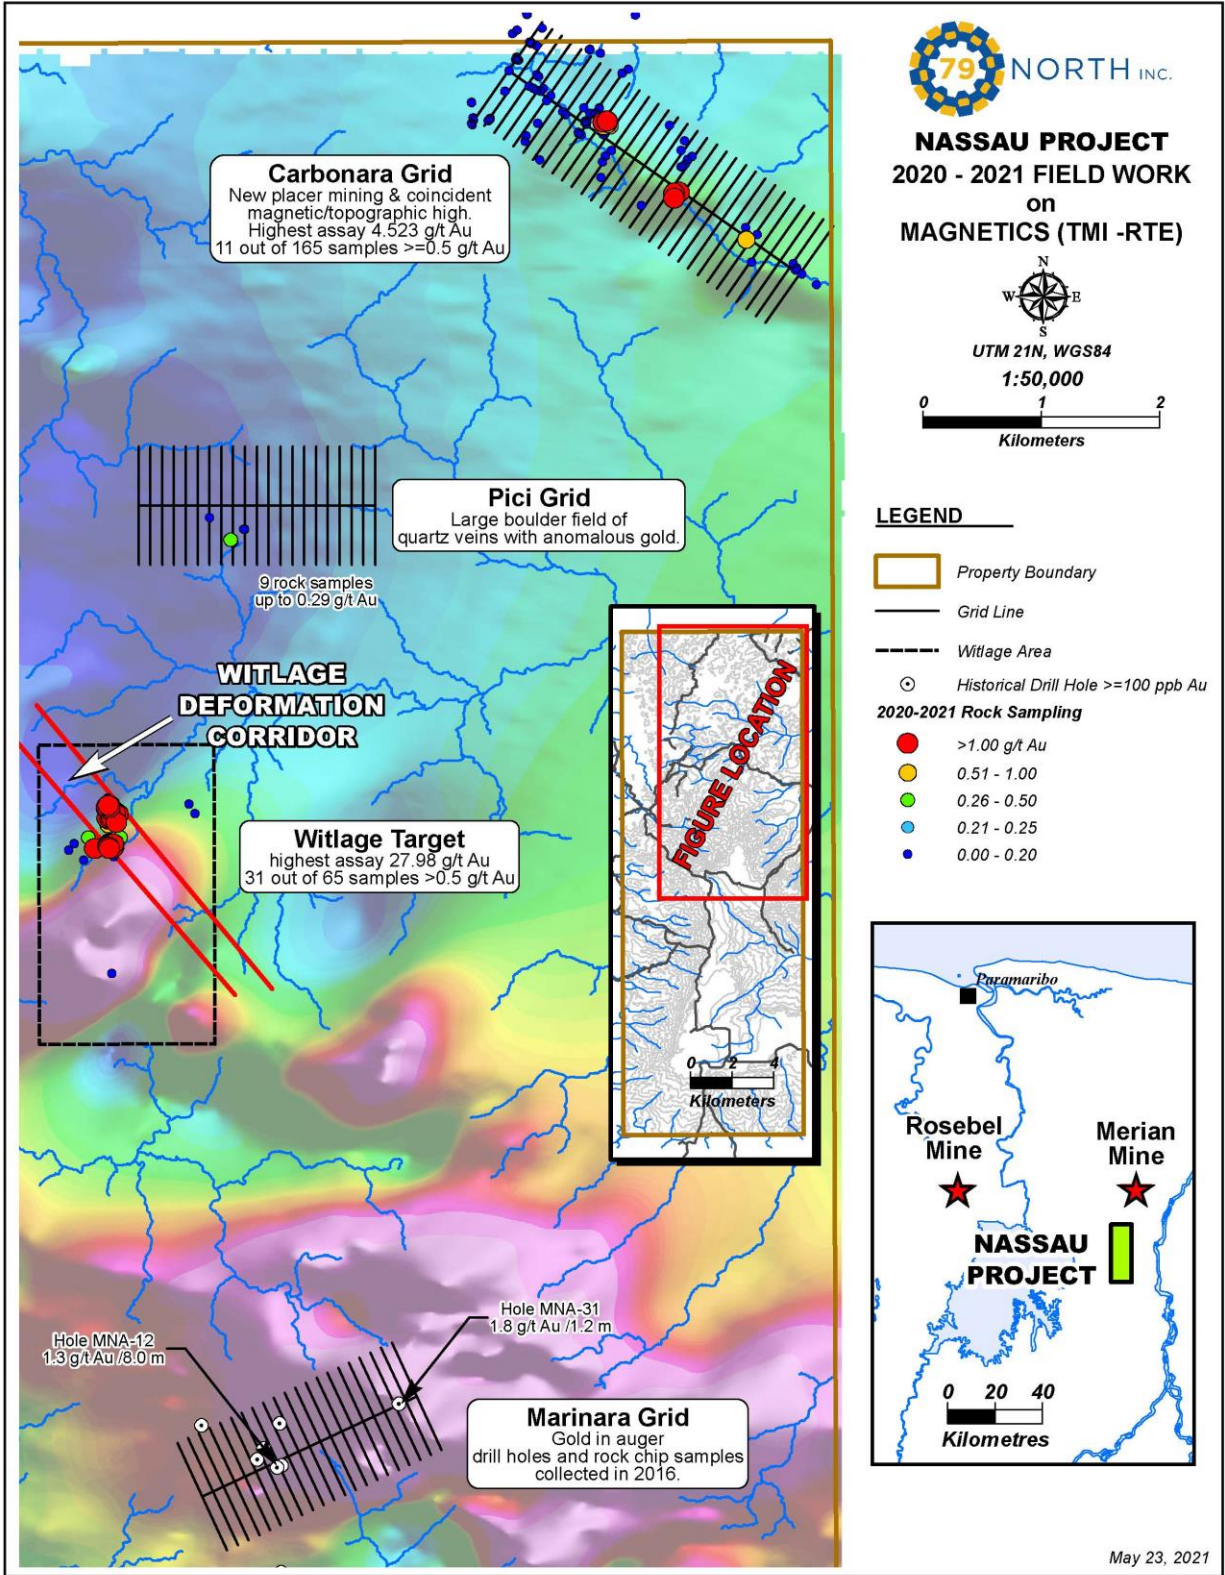 79 NORTH INC.
NASSAU PROJECT
2020 - 2021 FIELD WORK
on
MAGNETICS (TMI -RTE)
N
W E
S
UTM 21N, WGS84
1:50,000
0 1 2
Kilometers
LEGEND
Property Boundary
Grid Line
Witlage Area
Historical Drill Hole >=100 ppb Au
2020-2021 Rock Sampling
>1.00 g/t Au
0.51 - 1.00
0.26 - 0.50
0.21 - 0.25
0.00 - 0.20
Carbonara Grid
New placer mining & coincident
magnetic/topographic high.
Highest assay 4.523 g/t Au
11 out of 165 samples >=0.5 g/t Au
Pici Grid
Large boulder field of
quartz veins with anomalous gold.
9 rock samples
up to 0.29 g/t Au
WITLAGE
DEFORMATION
CORRIDOR
Witlage Target
highest assay 27.98 g/t Au
31 out of 65 samples >0.5 g/t Au
FIGURE LOCATION
0 2 4
Kilometers
Hole MNA-31
1.8 g/t Au /1.2 m
Hole MNA-12
1.3 g/t Au /8.0 m
Marinara Grid
Gold in auger
drill holes and rock chip samples
collected in 2016.
Paramaribo
Rosebel
Mine
Merian
Mine
NASSAU
PROJECT
0 20 40
Kilometres
May 23, 2021